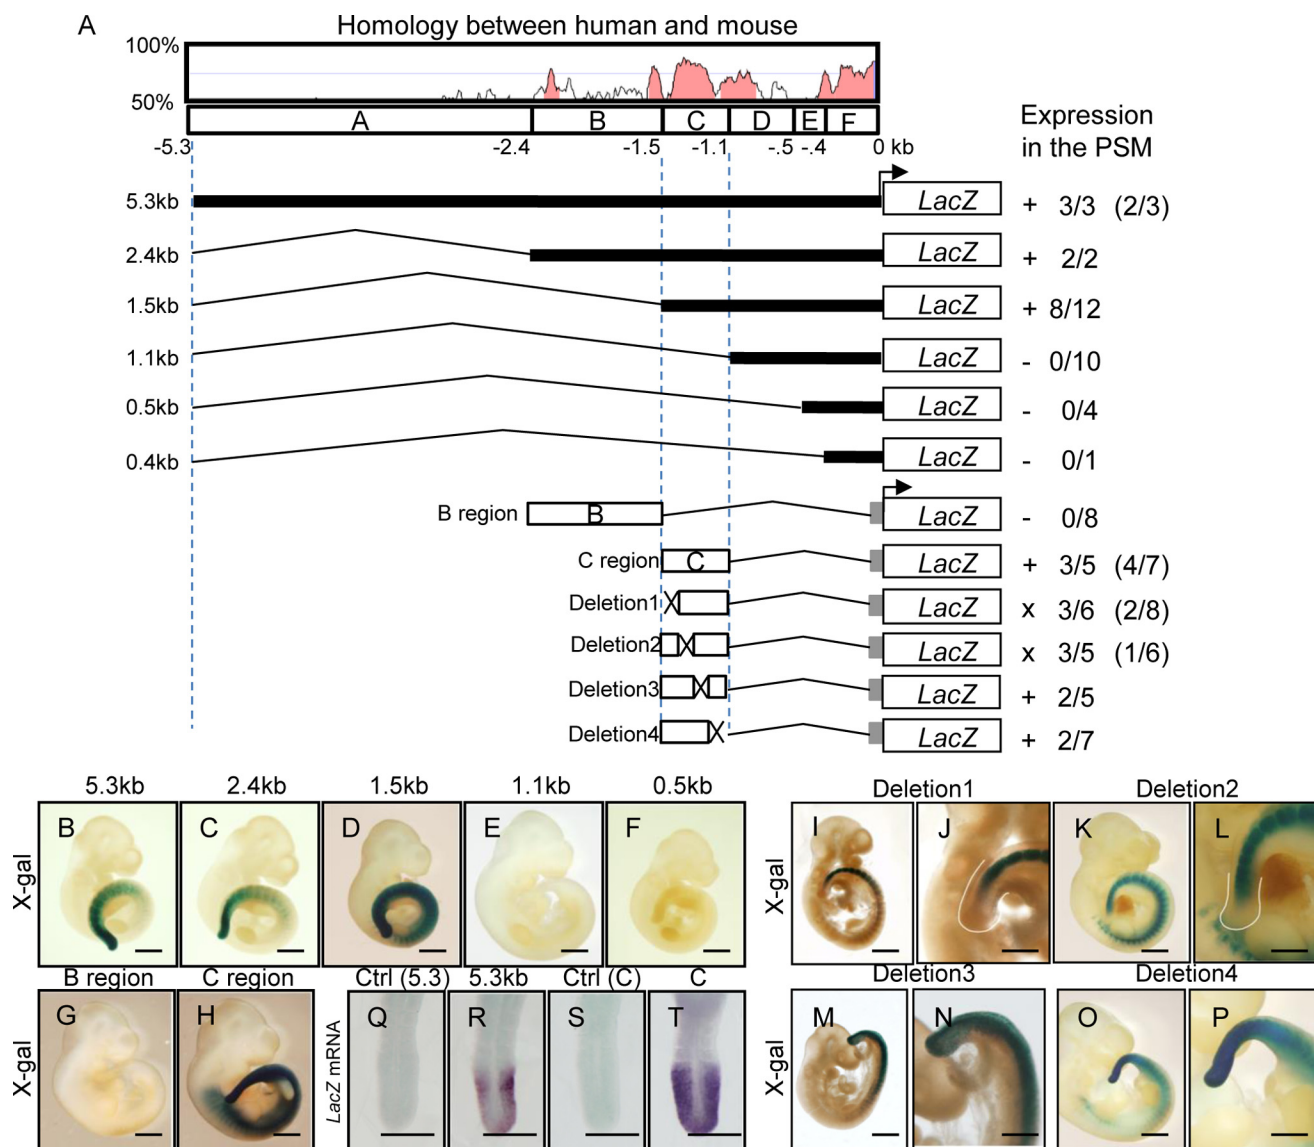 A
Homology between human and mouse
100%
50%
A B C D E F
-5.3 -2.4 -1.5 -1.1 -.5 -.4 0 kb
Expression
in the PSM
5.3kb LacZ + 3/3 (2/3)
2.4kb LacZ + 2/2
1.5kb LacZ + 8/12
1.1kb LacZ - 0/10
0.5kb LacZ - 0/4
0.4kb LacZ - 0/1
B region B LacZ - 0/8
C region C LacZ + 3/5 (4/7)
Deletion1 LacZ x 3/6 (2/8)
Deletion2 LacZ x 3/5 (1/6)
Deletion3 LacZ + 2/5
Deletion4 LacZ + 2/7
5.3kb 2.4kb 1.5kb 1.1kb 0.5kb
X-gal
B C D E F
Deletion1 Deletion2
X-gal
I J K L
B region C region Ctrl (5.3) 5.3kb Ctrl (C) C
X-gal
G H
LacZ mRNA
Q R S T
Deletion3 Deletion4
X-gal
M N O P